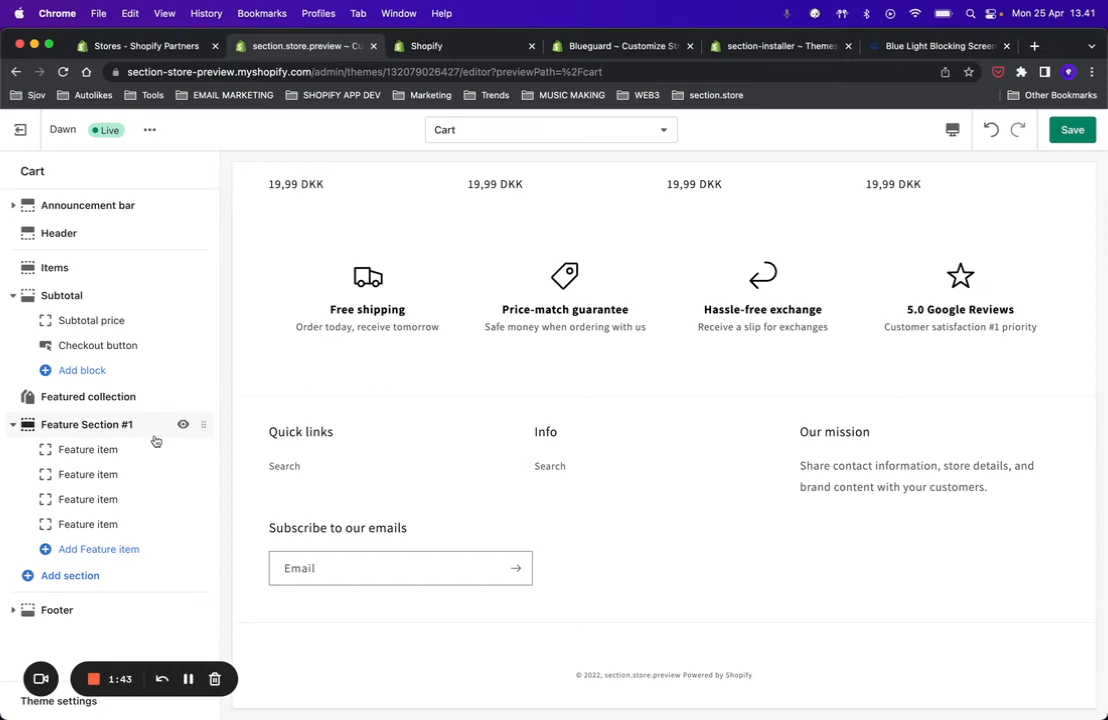 Chrome File Edit View History Bookmarks Profiles Tab Window Help Mon 25 Apr 13.41
Stores - Shopify Partners section.store.preview ~ Cu Shopify Blueguard ~ Customize St section-installer ~ Themes Blue Light Blocking Screen
section-store-preview.myshopify.com/admin/themes/132079026427/editor?previewPath=%2Fcart
Sjov Autolikes Tools EMAIL MARKETING SHOPIFY APP DEV Marketing Trends MUSIC MAKING WEB3 section.store Other Bookmarks
Dawn Live Cart Save
Cart
Announcement bar
Header
Items
Subtotal
Subtotal price
Checkout button
Add block
Featured collection
Feature Section #1
Feature item
Feature item
Feature item
Feature item
Add Feature item
Add section
Footer
1:43
Theme settings
19,99 DKK 19,99 DKK 19,99 DKK 19,99 DKK
Free shipping Price-match guarantee Hassle-free exchange 5.0 Google Reviews
Order today, receive tomorrow Safe money when ordering with us Receive a slip for exchanges Customer satisfaction #1 priority
Quick links Info Our mission
Search Search Share contact information, store details, and
brand content with your customers.
Subscribe to our emails
Email
© 2022, section.store.preview Powered by Shopify